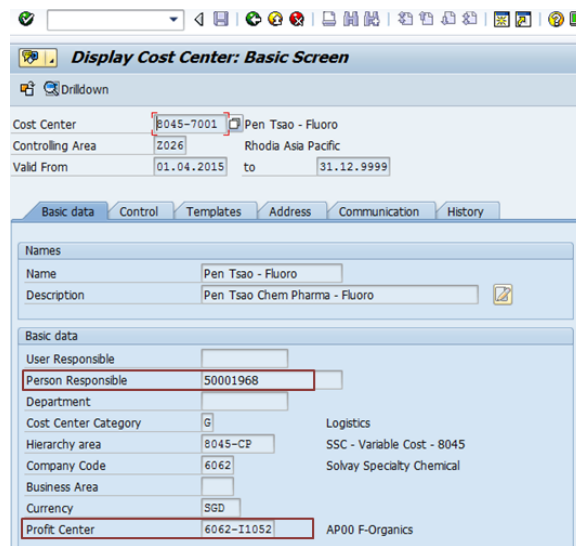 Display Cost Center: Basic Screen
Drilldown
Cost Center 8045-7001 Pen Tsao - Fluoro
Controlling Area Z026 Rhodia Asia Pacific
Valid From 01.04.2015 to 31.12.9999
Basic data Control Templates Address Communication History
Names
Name Pen Tsao - Fluoro
Description Pen Tsao Chem Pharma - Fluoro
Basic data
User Responsible
Person Responsible 50001968
Department
Cost Center Category G Logistics
Hierarchy area 8045-CP SSC - Variable Cost - 8045
Company Code 6062 Solvay Specialty Chemical
Business Area
Currency SGD
Profit Center 6062-I1052 AP00 F-Organics